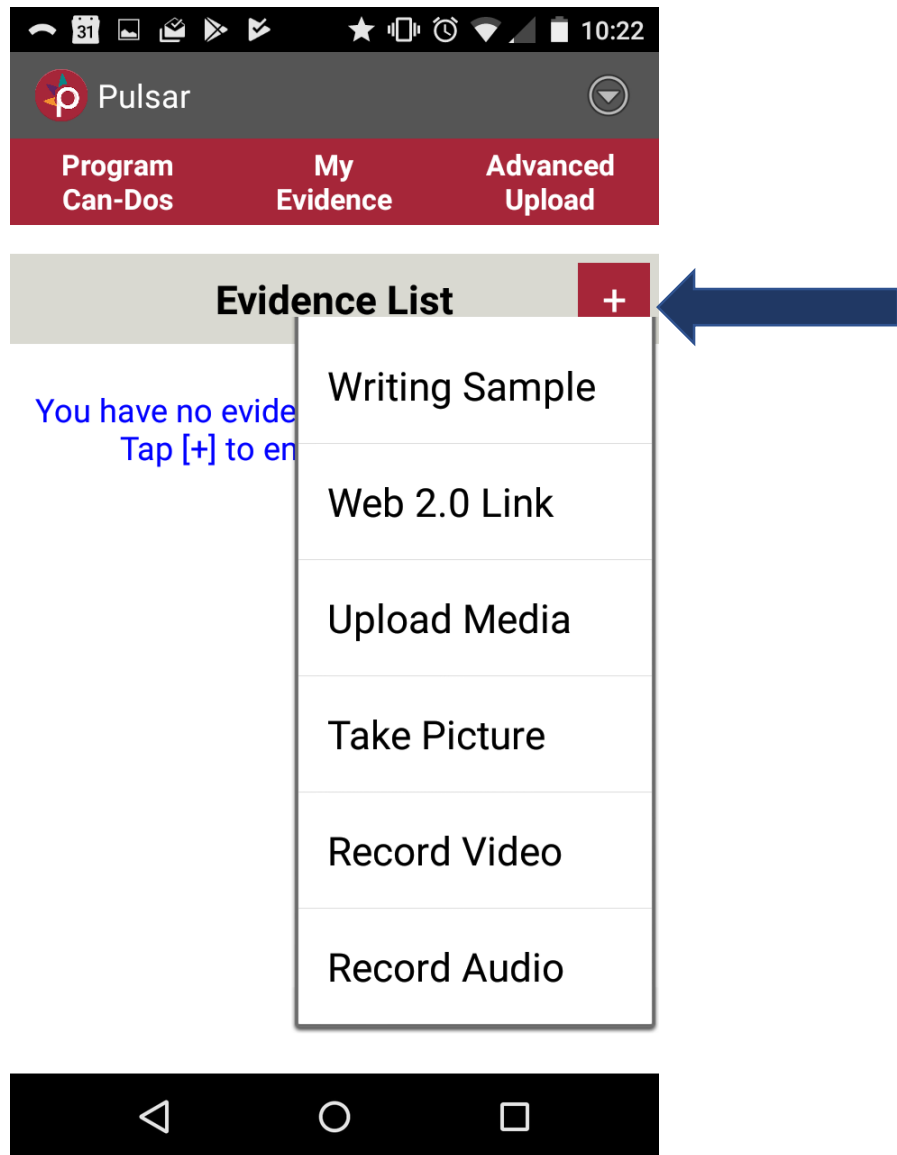 31 10:22
p Pulsar
Program My Advanced
Can-Dos Evidence Upload
Evidence List +
Writing Sample
You have no evide
Tap [+] to en
Web 2.0 Link
Upload Media
Take Picture
Record Video
Record Audio